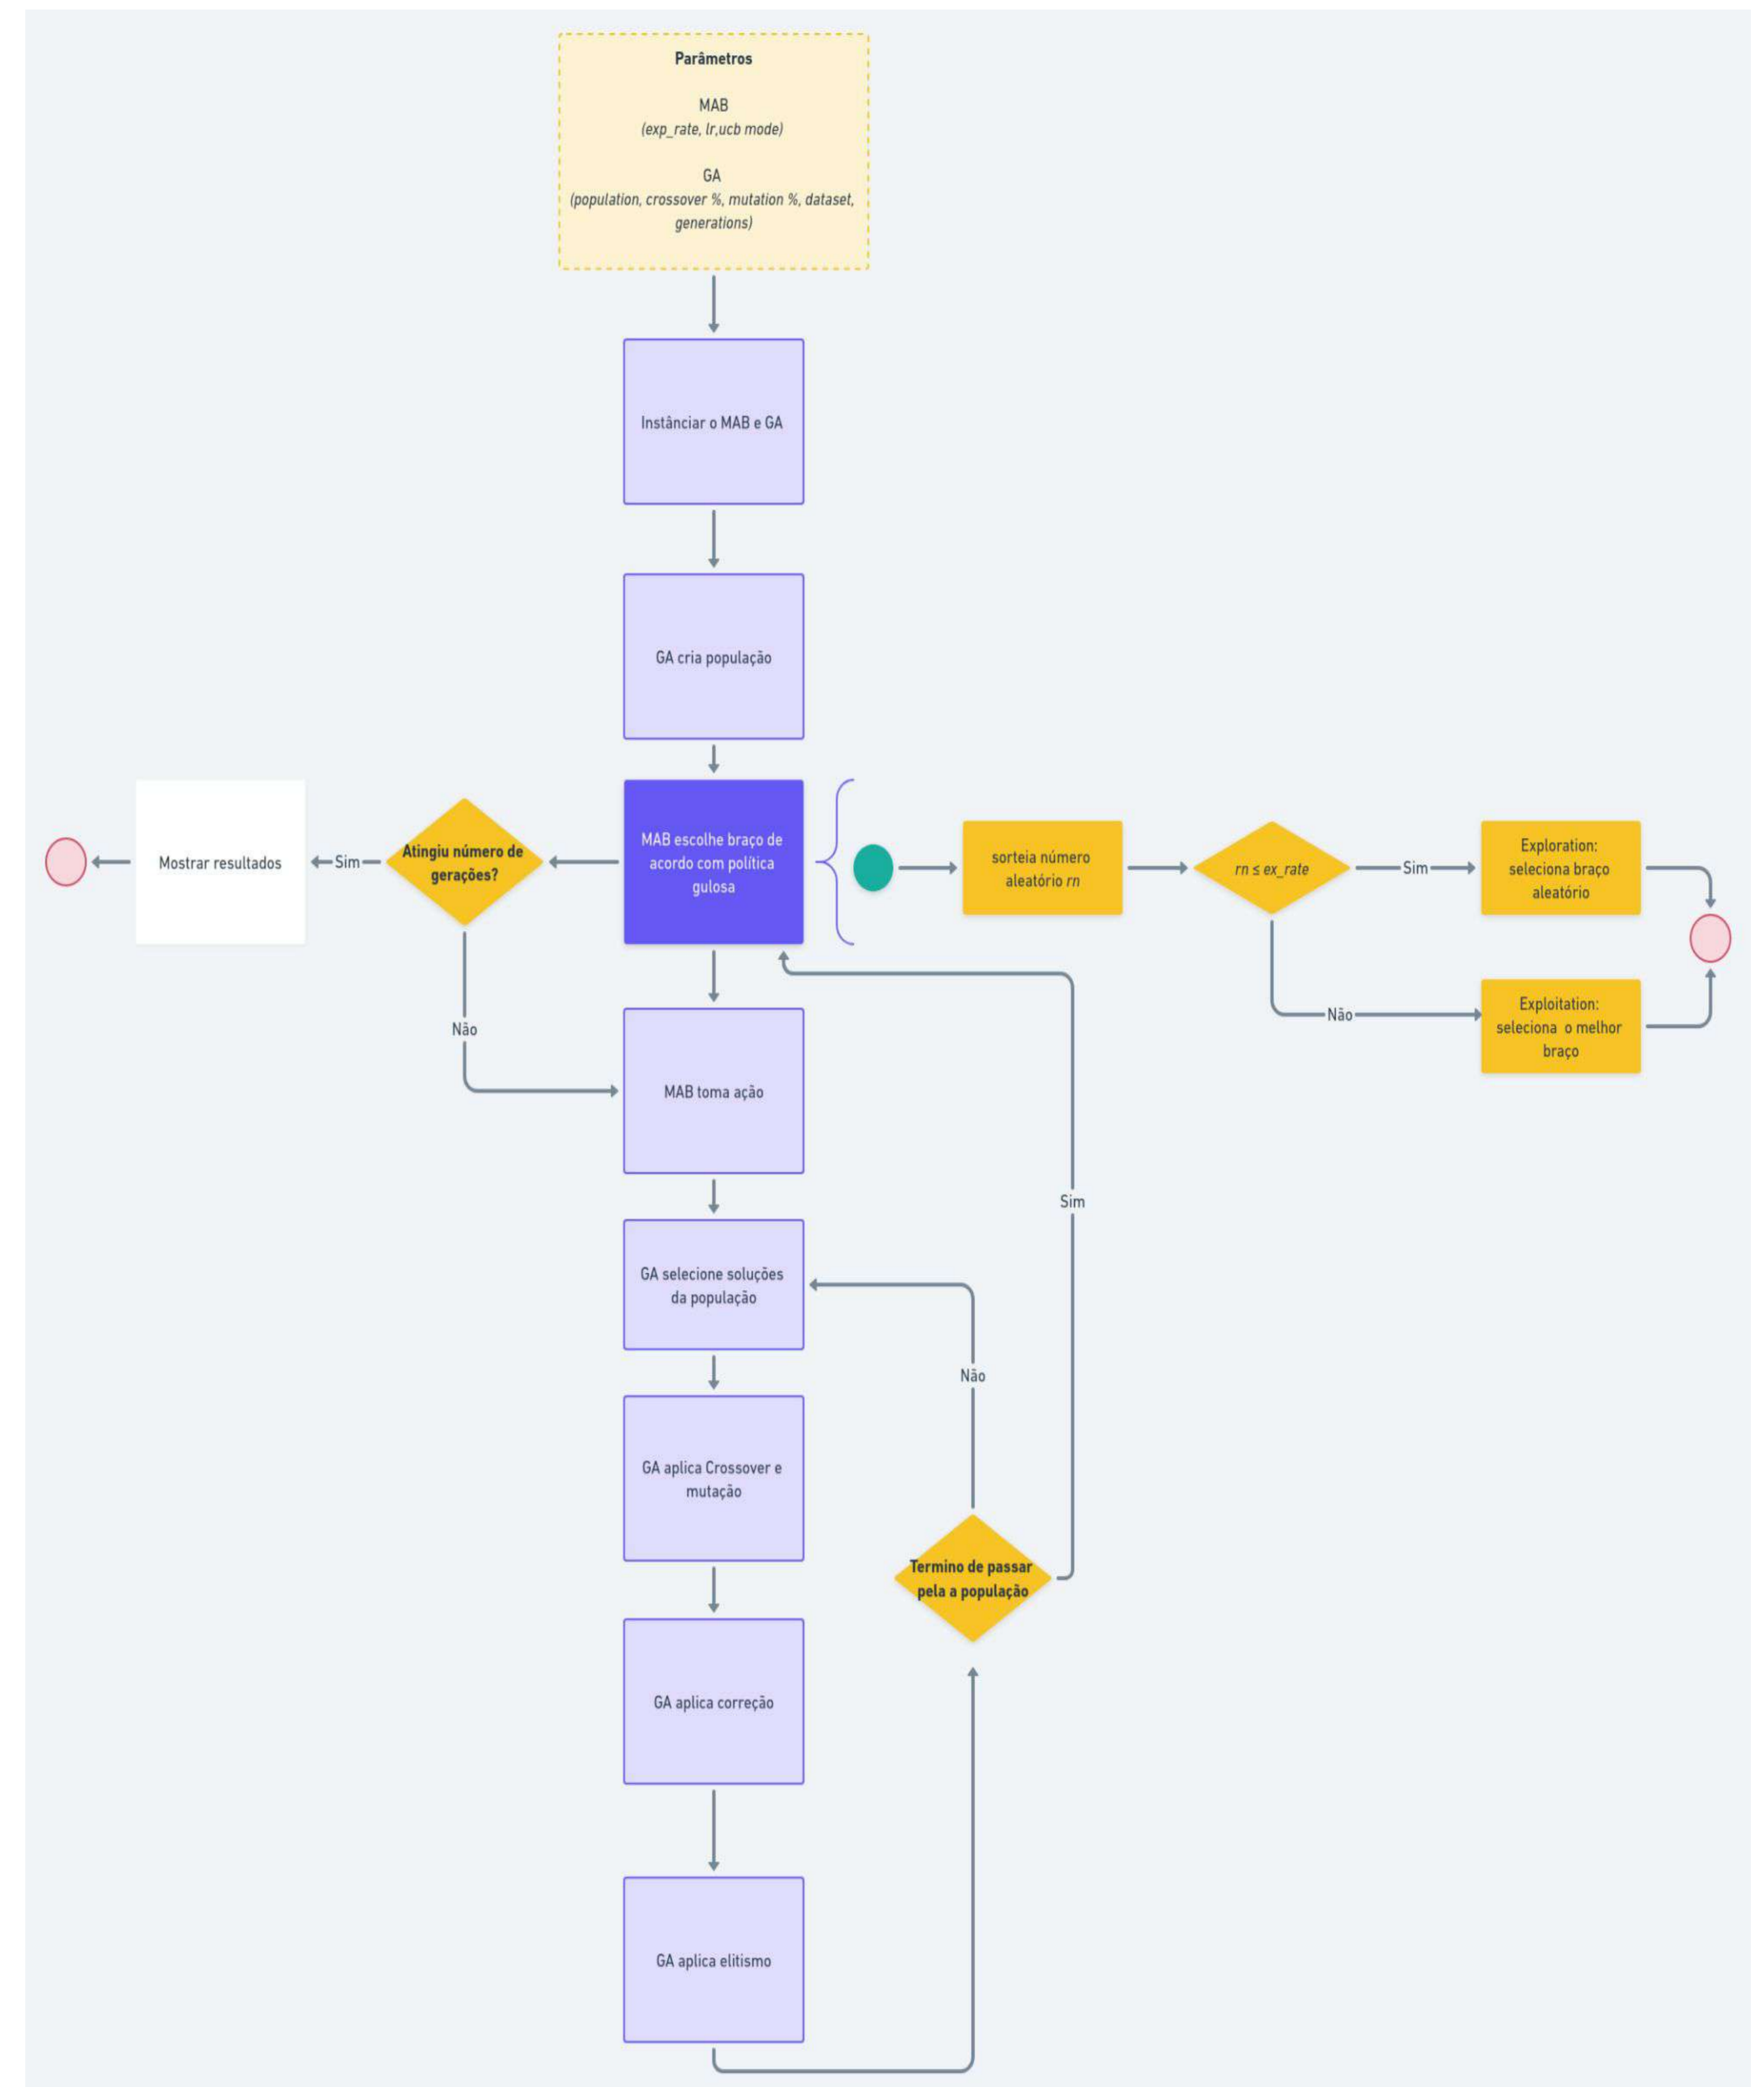 Parâmetros
MAB
(exp_rate, lr,ucb mode)
GA
(population, crossover %, mutation %, dataset,
generations)
Instânciar o MAB e GA
GA cria população
Mostrar resultados
Sim
Atingiu número de
gerações?
Não
MAB escolhe braço de
acordo com política
gulosa
sorteia número
aleatório rn
rn ≤ ex_rate
Sim
Exploration:
seleciona braço
aleatório
Não
Exploitation:
seleciona o melhor
braço
MAB toma ação
Sim
GA selecione soluções
da população
Não
GA aplica Crossover e
mutação
Termino de passar
pela a população
GA aplica correção
GA aplica elitismo